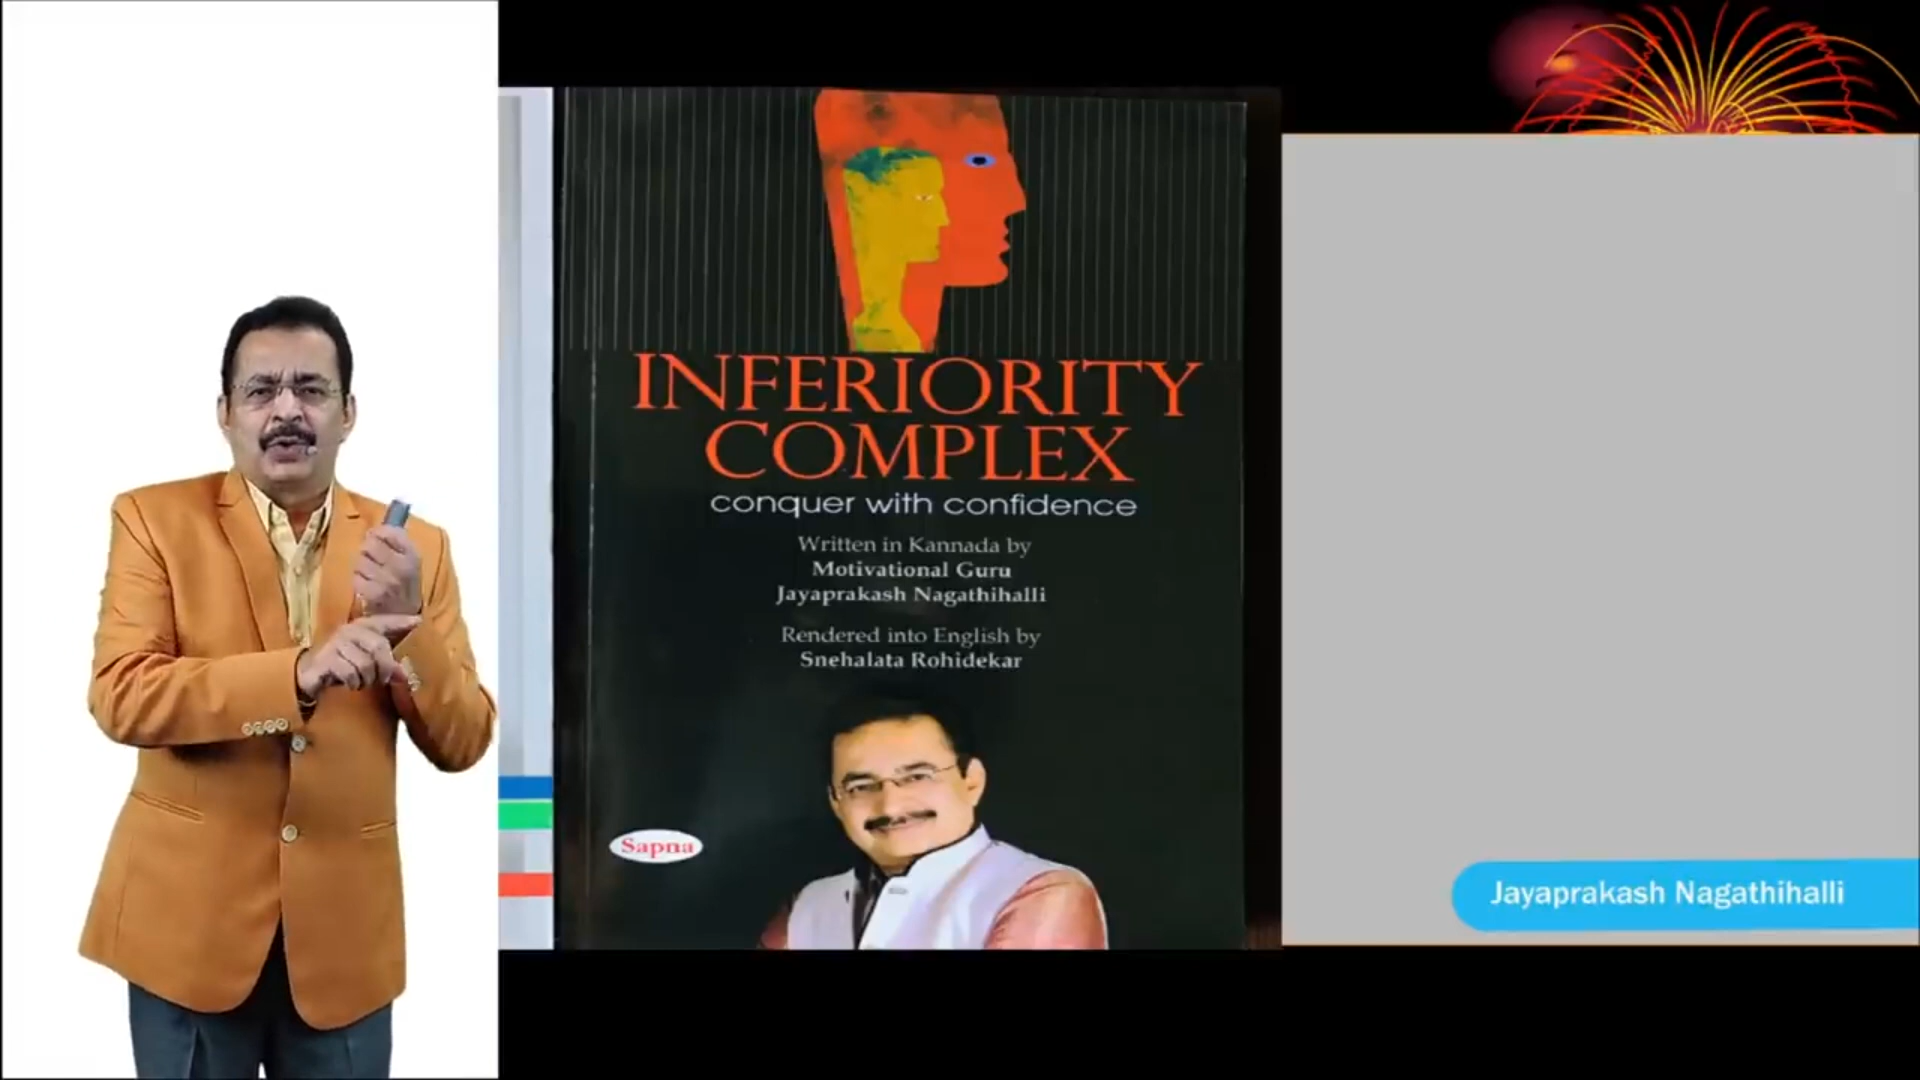 INFERIORITY
COMPLEX
conquer with confidence
Written in Kannada by
Motivational Guru
Jayaprakash Nagathihalli
Rendered into English by
Snehalata Rohidekar
Sapna
Jayaprakash Nagathihalli